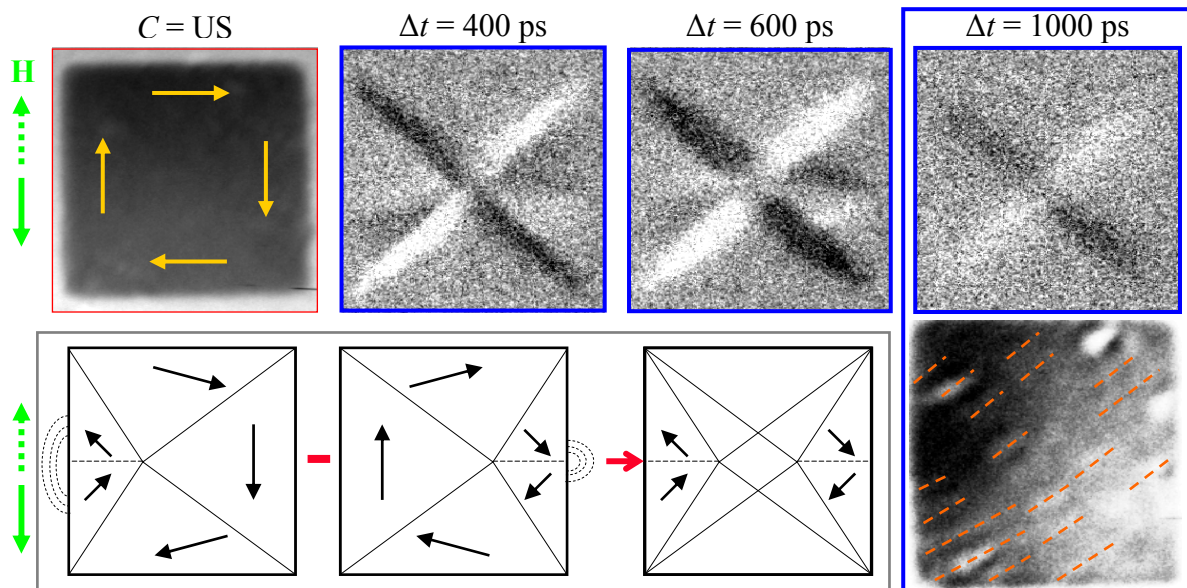 C = US
Δt = 400 ps
Δt = 600 ps
Δt = 1000 ps
H